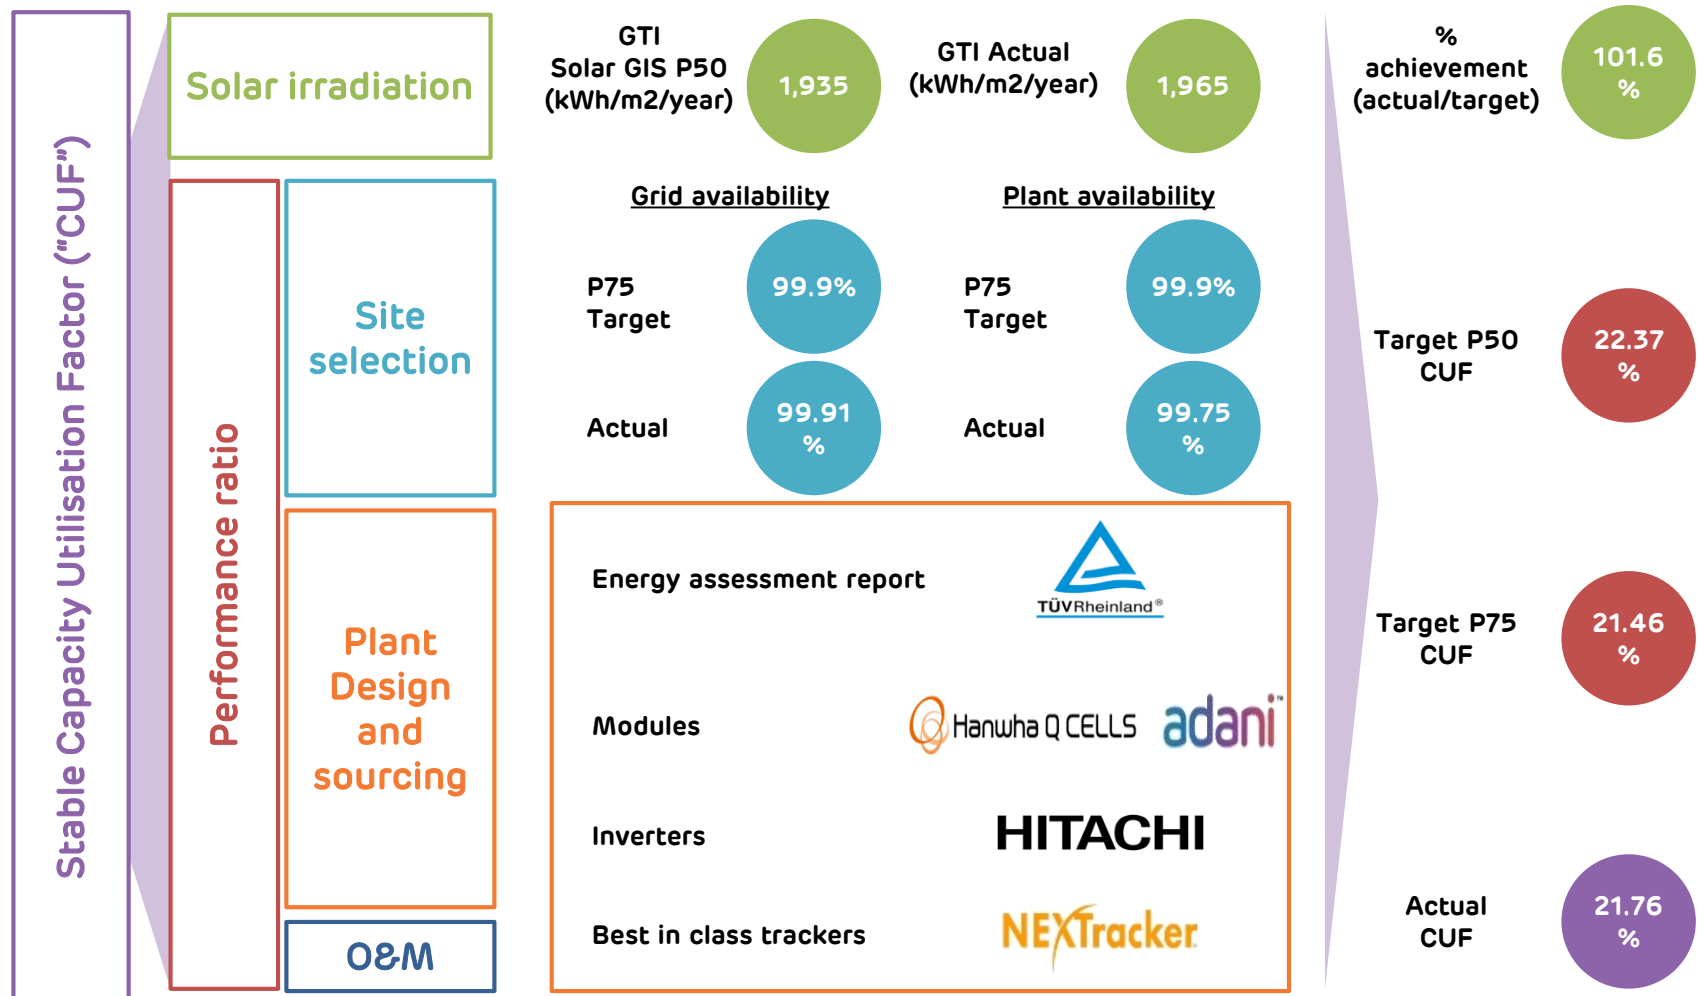 Stable Capacity Utilisation Factor ("CUF")
Solar irradiation
GTI
Solar GIS P50
(kWh/m2/year)
1,935
GTI Actual
(kWh/m2/year)
1,965
%
achievement
(actual/target)
101.6
%
Performance ratio
Site
selection
Grid availability
Plant availability
P75
Target
99.9%
P75
Target
99.9%
Actual
99.91
%
Actual
99.75
%
Target P50
CUF
22.37
%
Plant
Design
and
sourcing
Energy assessment report
TÜVRheinland®
Modules
Hanwha Q CELLS
adani™
Inverters
HITACHI
Best in class trackers
NEXTracker
Target P75
CUF
21.46
%
O&M
Actual
CUF
21.76
%